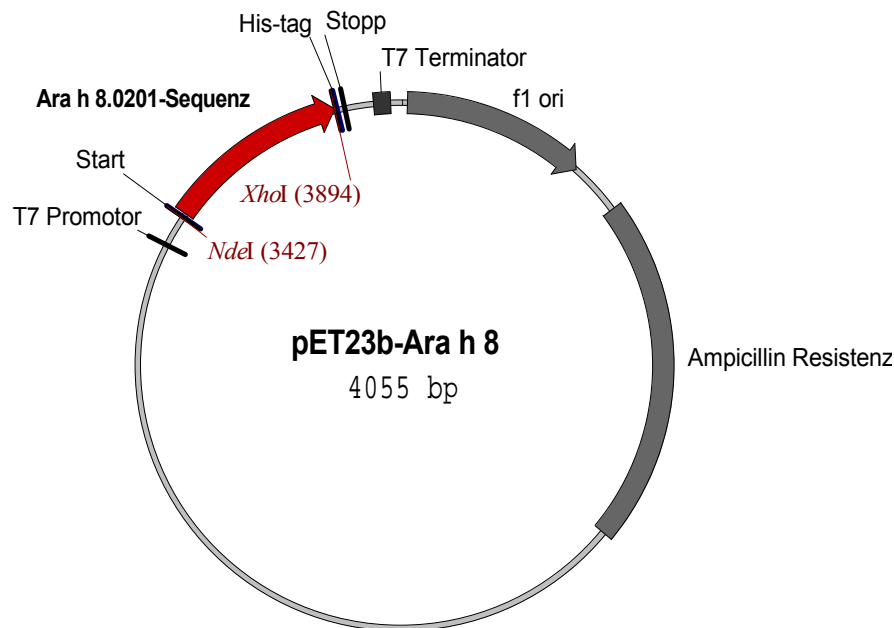 His-tag
Stopp
T7 Terminator
Ara h 8.0201-Sequenz
f1 ori
Start
XhoI (3894)
T7 Promotor
NdeI (3427)
pET23b-Ara h 8
4055 bp
Ampicillin Resistenz